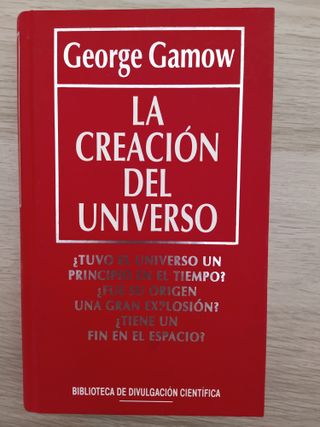 George Gamow
LA
CREACIÓN
DEL
UNIVERSO
¿TUVO EL UNIVERSO UN
PRINCIPIO EN EL TIEMPO?
¿FUE SU ORIGEN
UNA GRAN EXPLOSIÓN?
¿TIENE UN
FIN EN EL ESPACIO?
BIBLIOTECA DE DIVULGACIÓN CIENTÍFICA